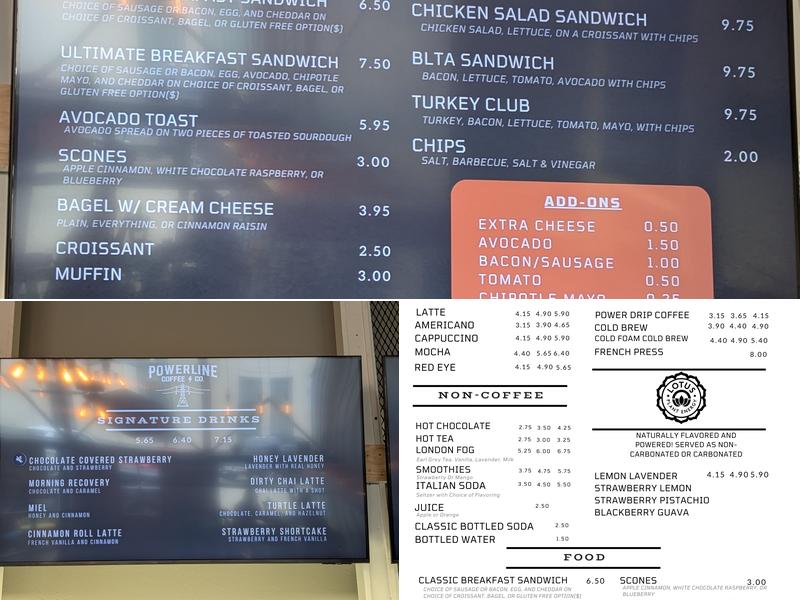 6.50
CHOICE OF SAUSAGE OR BACON, EGG, AND CHEDDAR ON
CHOICE OF CROISSANT, BAGEL, OR GLUTEN FREE OPTION($)
ULTIMATE BREAKFAST SANDWICH 7.50
CHOICE OF SAUSAGE OR BACON, EGG, AVOCADO, CHIPOTLE
MAYO, AND CHEDDAR ON CHOICE OF CROISSANT, BAGEL, OR
GLUTEN FREE OPTION($)
AVOCADO TOAST 5.95
AVOCADO SPREAD ON TWO PIECES OF TOASTED SOURDOUGH
SCONES 3.00
APPLE CINNAMON, WHITE CHOCOLATE RASPBERRY, OR
BLUEBERRY
BAGEL W/ CREAM CHEESE 3.95
PLAIN, EVERYTHING, OR CINNAMON RAISIN
CROISSANT 2.50
MUFFIN 3.00
CHICKEN SALAD SANDWICH 9.75
CHICKEN SALAD, LETTUCE, ON A CROISSANT WITH CHIPS
BLTA SANDWICH 9.75
BACON, LETTUCE, TOMATO, AVOCADO WITH CHIPS
TURKEY CLUB 9.75
TURKEY, BACON, LETTUCE, TOMATO, MAYO, WITH CHIPS
CHIPS 2.00
SALT, BARBECUE, SALT & VINEGAR
ADD-ONS
EXTRA CHEESE 0.50
AVOCADO 1.50
BACON/SAUSAGE 1.00
TOMATO 0.50
CHIPOTLE MAYO 0.25
POWERLINE
COFFEE CO.
SIGNATURE DRINKS
5.65 6.40 7.15
CHOCOLATE COVERED STRAWBERRY
CHOCOLATE AND STRAWBERRY
MORNING RECOVERY
CHOCOLATE AND CARAMEL
MIEL
HONEY AND CINNAMON
CINNAMON ROLL LATTE
FRENCH VANILLA AND CINNAMON
HONEY LAVENDER
LAVENDER WITH REAL HONEY
DIRTY CHAI LATTE
CHAI LATTE WITH A SHOT
TURTLE LATTE
CHOCOLATE, CARAMEL, AND HAZELNUT
STRAWBERRY SHORTCAKE
STRAWBERRY AND FRENCH VANILLA
LATTE 4.15 4.90 5.90
AMERICANO 3.15 3.90 4.65
CAPPUCCINO 4.15 4.90 5.90
MOCHA 4.40 5.65 6.40
RED EYE 4.15 4.90 5.65
NON-COFFEE
HOT CHOCOLATE 2.75 3.50 4.25
HOT TEA 2.75 3.00 3.25
LONDON FOG 5.25 6.00 6.75
Earl Grey Tea, Vanilla, Lavender, Milk
SMOOTHIES 3.75 4.75 5.75
Strawberry Or Mango
ITALIAN SODA 3.50 4.50 5.50
Seltzer with Choice of Flavoring
JUICE 2.50
Apple or Orange
CLASSIC BOTTLED SODA 2.50
BOTTLED WATER 1.50
POWER DRIP COFFEE 3.15 3.65 4.15
COLD BREW 3.90 4.40 4.90
COLD FOAM COLD BREW 4.40 4.90 5.40
FRENCH PRESS 8.00
LOTUS
PLANT ENERGY
NATURALLY FLAVORED AND
POWERED! SERVED AS NON-
CARBONATED OR CARBONATED
LEMON LAVENDER 4.15 4.90 5.90
STRAWBERRY LEMON
STRAWBERRY PISTACHIO
BLACKBERRY GUAVA
FOOD
CLASSIC BREAKFAST SANDWICH 6.50
CHOICE OF SAUSAGE OR BACON, EGG, AND CHEDDAR ON
CHOICE OF CROISSANT, BAGEL, OR GLUTEN FREE OPTION($)
SCONES 3.00
APPLE CINNAMON, WHITE CHOCOLATE RASPBERRY, OR
BLUEBERRY